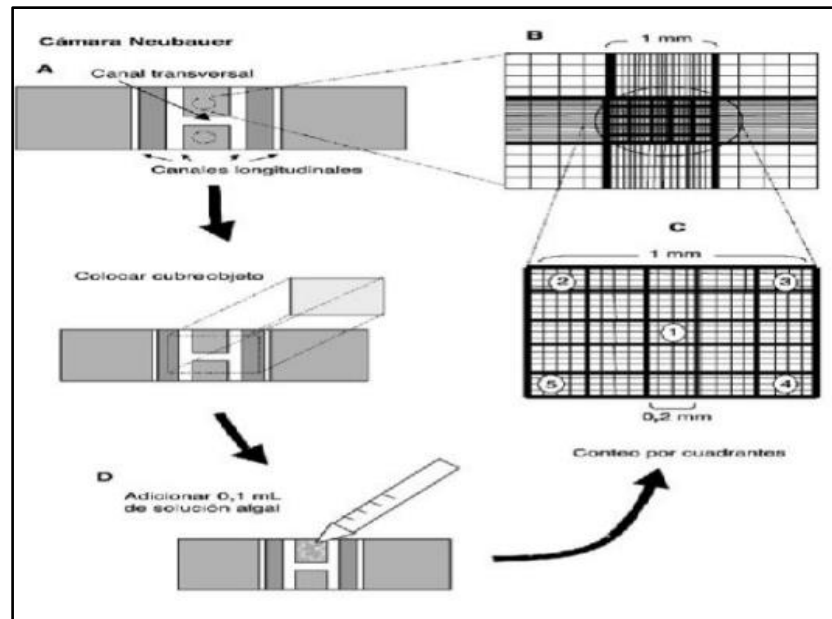 Cámara Neubauer
A
Canal transversal
Canales longitudinales
B
1 mm
C
1 mm
2
3
1
5
4
0,2 mm
Conteo por cuadrantes
Colocar cubreobjeto
D
Adicionar 0,1 mL
de solución algal